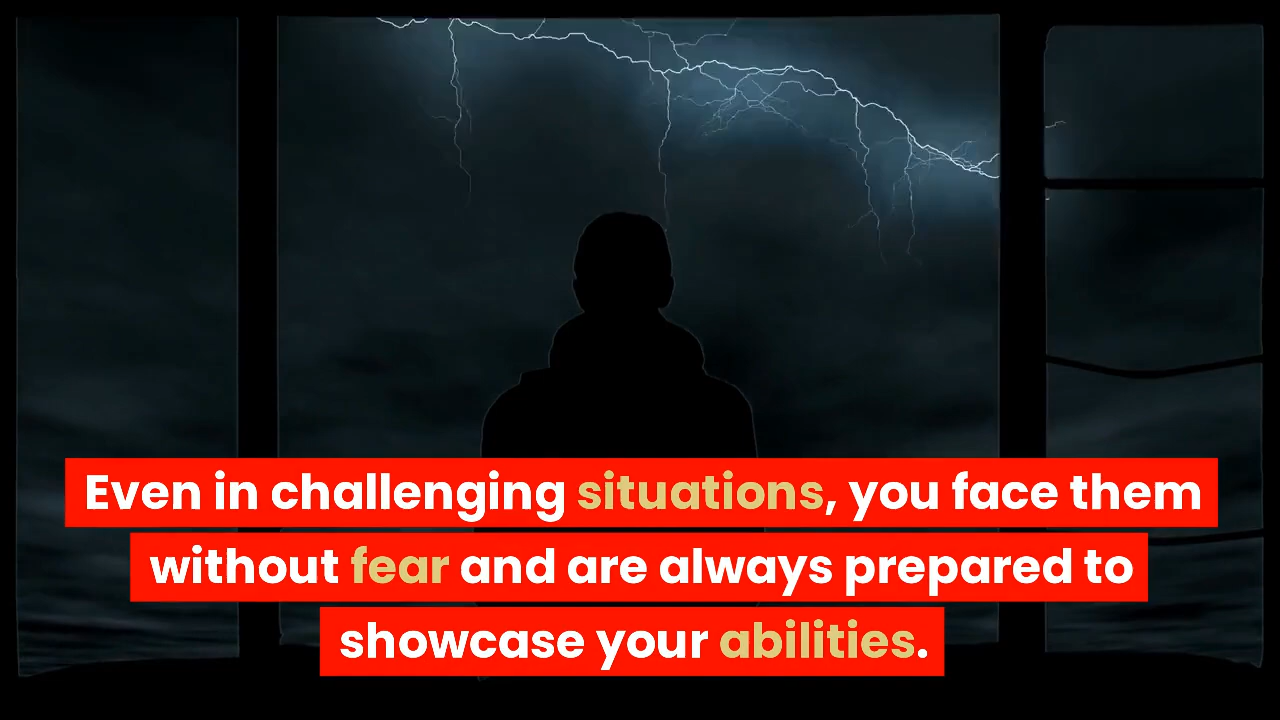 Even in challenging situations, you face them
without fear and are always prepared to
showcase your abilities.